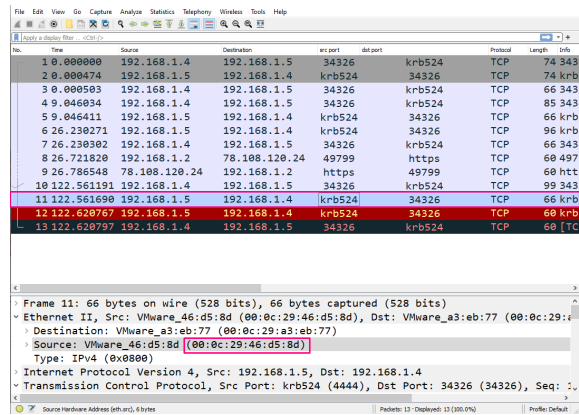 File Edit View Go Capture Analyze Statistics Telephony Wireless Tools Help
Apply a display filter ... <Ctrl-/>
No. Time Source Destination src port dst port Protocol Length Info
1 0.000000 192.168.1.4 192.168.1.5 34326 krb524 TCP 74 343
2 0.000474 192.168.1.5 192.168.1.4 krb524 34326 TCP 74 krb
3 0.000503 192.168.1.4 192.168.1.5 34326 krb524 TCP 66 343
4 9.046034 192.168.1.4 192.168.1.5 34326 krb524 TCP 85 343
5 9.046411 192.168.1.5 192.168.1.4 krb524 34326 TCP 66 krb
6 26.230271 192.168.1.5 192.168.1.4 krb524 34326 TCP 96 krb
7 26.230302 192.168.1.4 192.168.1.5 34326 krb524 TCP 66 343
8 26.721820 192.168.1.2 78.108.120.24 49799 https TCP 60 497
9 26.786548 78.108.120.24 192.168.1.2 https 49799 TCP 60 htt
10 122.561191 192.168.1.4 192.168.1.5 34326 krb524 TCP 99 343
11 122.561690 192.168.1.5 192.168.1.4 krb524 34326 TCP 66 krb
12 122.620767 192.168.1.5 192.168.1.4 krb524 34326 TCP 60 krb
13 122.620797 192.168.1.4 192.168.1.5 34326 krb524 TCP 60 [TC
Frame 11: 66 bytes on wire (528 bits), 66 bytes captured (528 bits)
Ethernet II, Src: VMware_46:d5:8d (00:0c:29:46:d5:8d), Dst: VMware_a3:eb:77 (00:0c:29:a
Destination: VMware_a3:eb:77 (00:0c:29:a3:eb:77)
Source: VMware_46:d5:8d (00:0c:29:46:d5:8d)
Type: IPv4 (0x0800)
Internet Protocol Version 4, Src: 192.168.1.5, Dst: 192.168.1.4
Transmission Control Protocol, Src Port: krb524 (4444), Dst Port: 34326 (34326), Seq: 1
Source Hardware Address (eth.src), 6 bytes Packets: 13 · Displayed: 13 (100.0%) Profile: Default